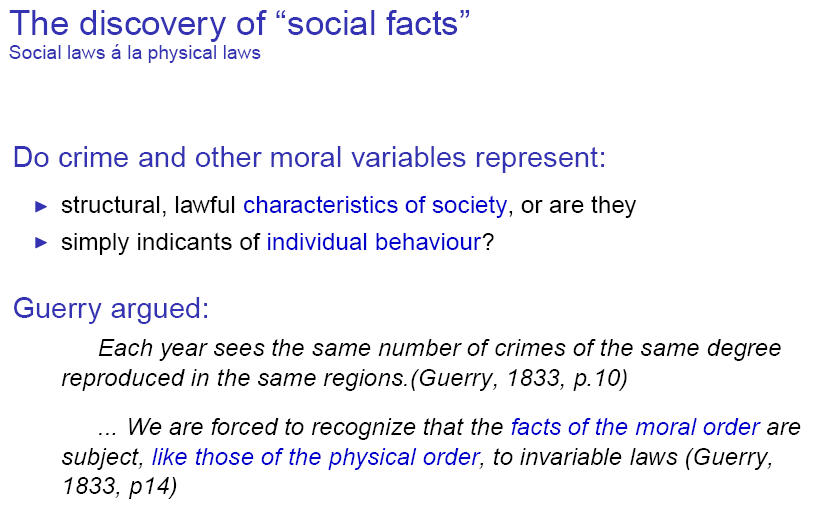 The discovery of “social facts”
Social laws á la physical laws
Do crime and other moral variables represent:
► structural, lawful characteristics of society, or are they
► simply indicants of individual behaviour?
Guerry argued:
Each year sees the same number of crimes of the same degree
reproduced in the same regions.(Guerry, 1833, p.10)
... We are forced to recognize that the facts of the moral order are
subject, like those of the physical order, to invariable laws (Guerry,
1833, p14)